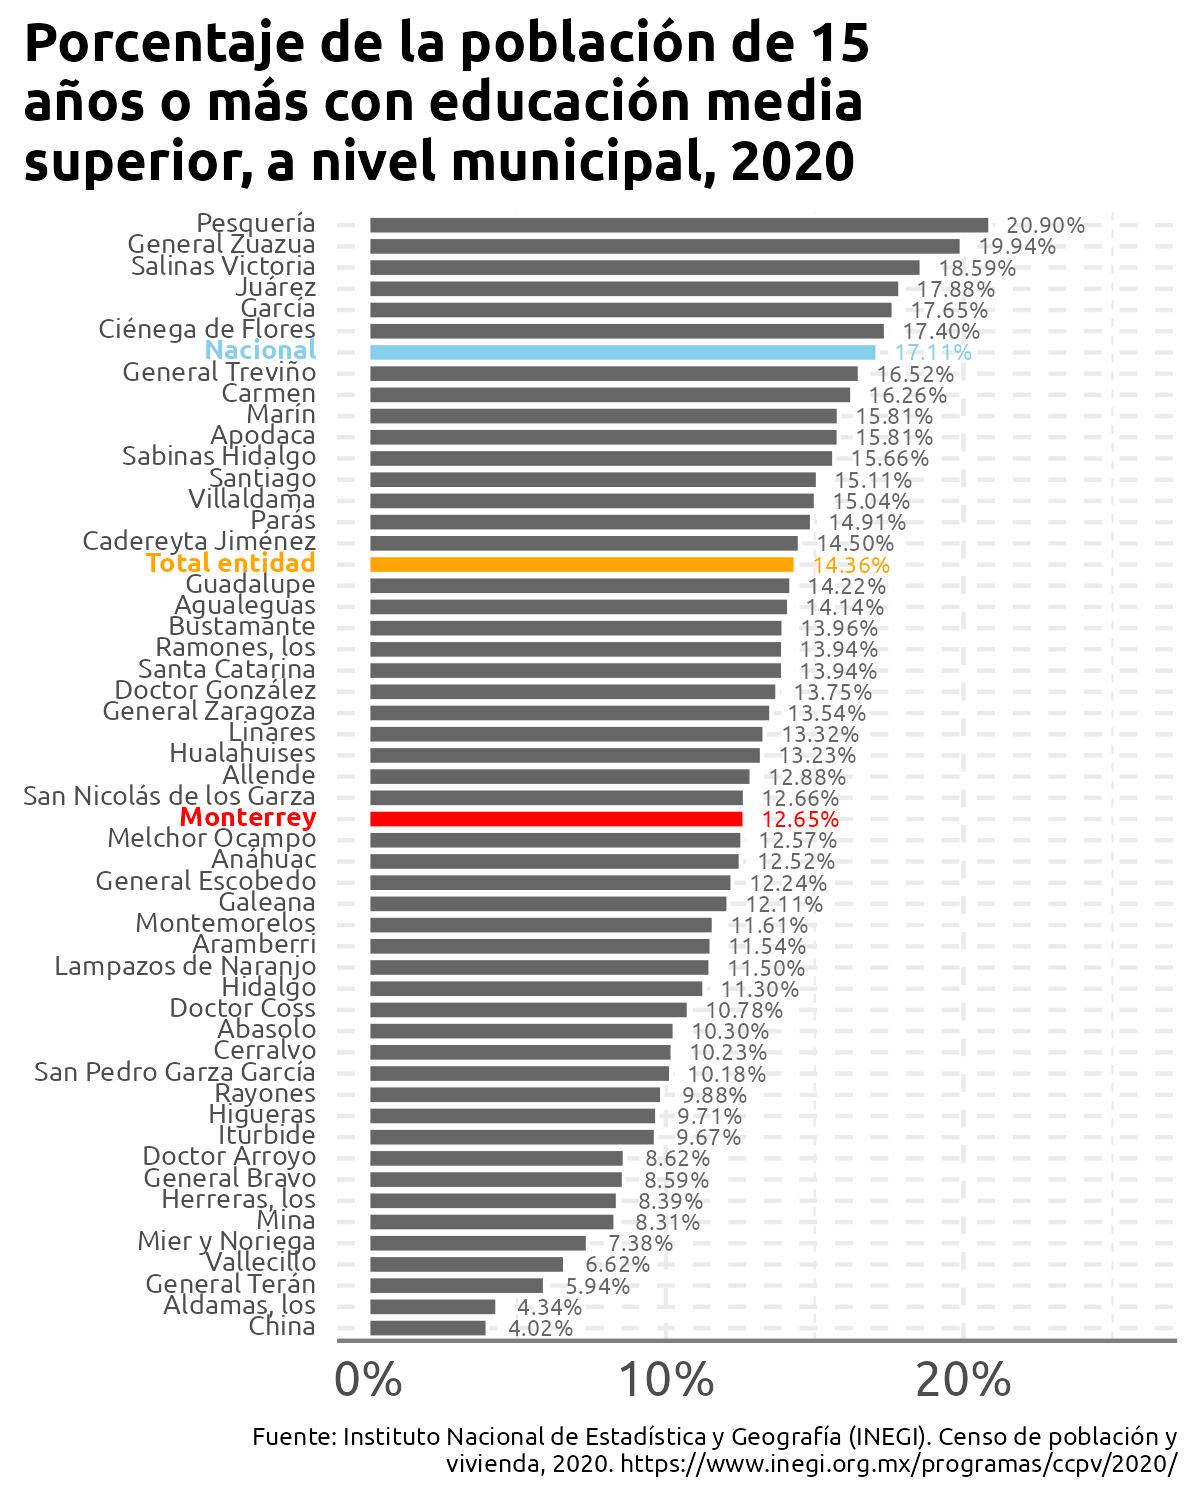 Porcentaje de la población de 15
años o más con educación media
superior, a nivel municipal, 2020
Pesquería 20.90%
General Zuazua 19.94%
Salinas Victoria 18.59%
Juárez 17.88%
García 17.65%
Ciénega de Flores 17.40%
Nacional 17.11%
General Treviño 16.52%
Carmen 16.26%
Marín 15.81%
Apodaca 15.81%
Sabinas Hidalgo 15.66%
Santiago 15.11%
Villaldama 15.04%
Parás 14.91%
Cadereyta Jiménez 14.50%
Total entidad 14.36%
Guadalupe 14.22%
Agualeguas 14.14%
Bustamante 13.96%
Ramones, los 13.94%
Santa Catarina 13.94%
Doctor González 13.75%
General Zaragoza 13.54%
Linares 13.32%
Hualahuises 13.23%
Allende 12.88%
San Nicolás de los Garza 12.66%
Monterrey 12.65%
Melchor Ocampo 12.57%
Anáhuac 12.52%
General Escobedo 12.24%
Galeana 12.11%
Montemorelos 11.61%
Aramberri 11.54%
Lampazos de Naranjo 11.50%
Hidalgo 11.30%
Doctor Coss 10.78%
Abasolo 10.30%
Cerralvo 10.23%
San Pedro Garza García 10.18%
Rayones 9.88%
Higueras 9.71%
Iturbide 9.67%
Doctor Arroyo 8.62%
General Bravo 8.59%
Herreras, los 8.39%
Mina 8.31%
Mier y Noriega 7.38%
Vallecillo 6.62%
General Terán 5.94%
Aldamas, los 4.34%
China 4.02%
0% 10% 20%
Fuente: Instituto Nacional de Estadística y Geografía (INEGI). Censo de población y
vivienda, 2020. https://www.inegi.org.mx/programas/ccpv/2020/